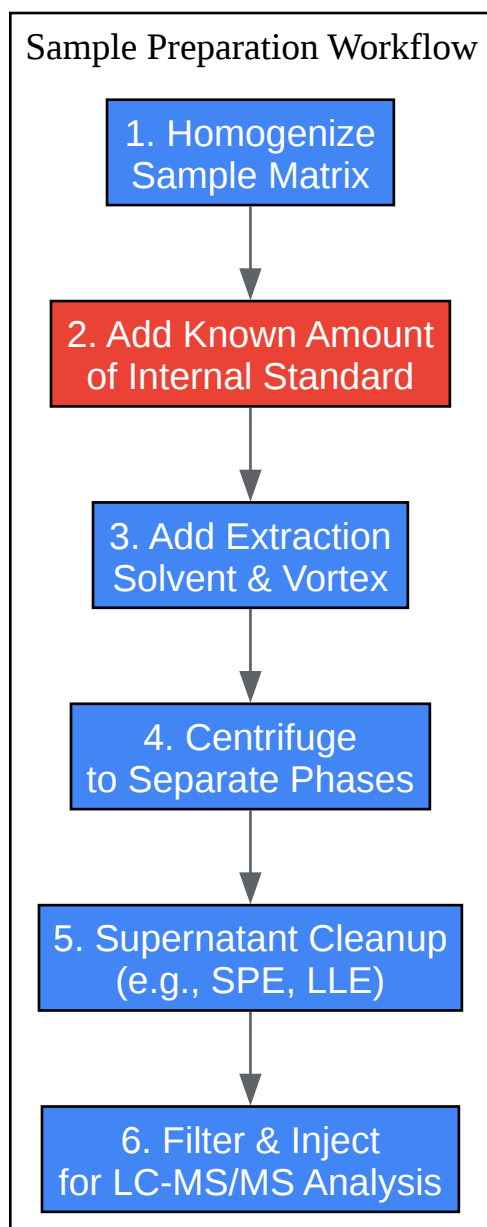 Sample Preparation Workflow
1. Homogenize
Sample Matrix
2. Add Known Amount
of Internal Standard
3. Add Extraction
Solvent & Vortex
4. Centrifuge
to Separate Phases
5. Supernatant Cleanup
(e.g., SPE, LLE)
6. Filter & Inject
for LC-MS/MS Analysis